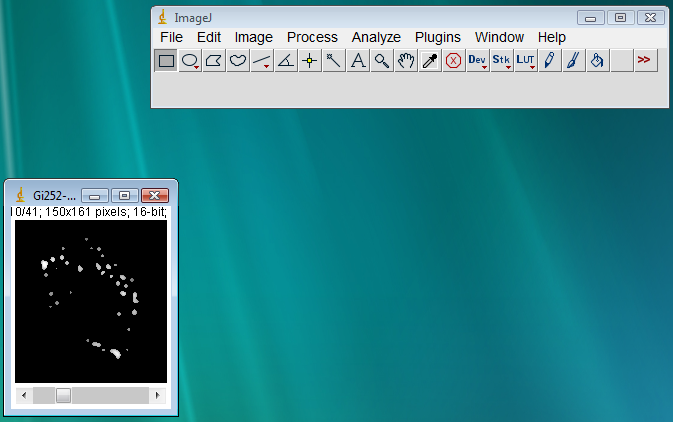 ImageJ
File Edit Image Process Analyze Plugins Window Help
A Dev Stk LUT >>
Gi252-...
10/41; 150x161 pixels; 16-bit;